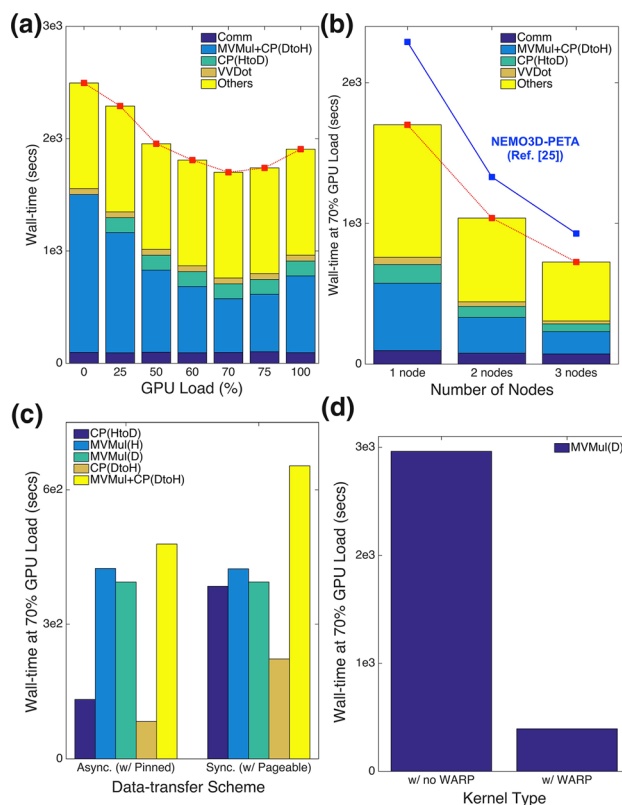 (a)
Comm
MVMul+CP(DtoH)
CP(HtoD)
VVDot
Others
3e3
2e3
1e3
0
Wall-time (secs)
0 25 50 60 70 75 100
GPU Load (%)
(b)
Comm
MVMul+CP(DtoH)
CP(HtoD)
VVDot
Others
NEMO3D-PETA
(Ref. [25])
2e3
1e3
0
Wall-time at 70% GPU Load (secs)
1 node 2 nodes 3 nodes
Number of Nodes
(c)
CP(HtoD)
MVMul(H)
MVMul(D)
CP(DtoH)
MVMul+CP(DtoH)
6e2
3e2
0
Wall-time at 70% GPU Load (secs)
Async. (w/ Pinned) Sync. (w/ Pageable)
Data-transfer Scheme
(d)
MVMul(D)
3e3
2e3
1e3
0
Wall-time at 70% GPU Load (secs)
w/ no WARP w/ WARP
Kernel Type